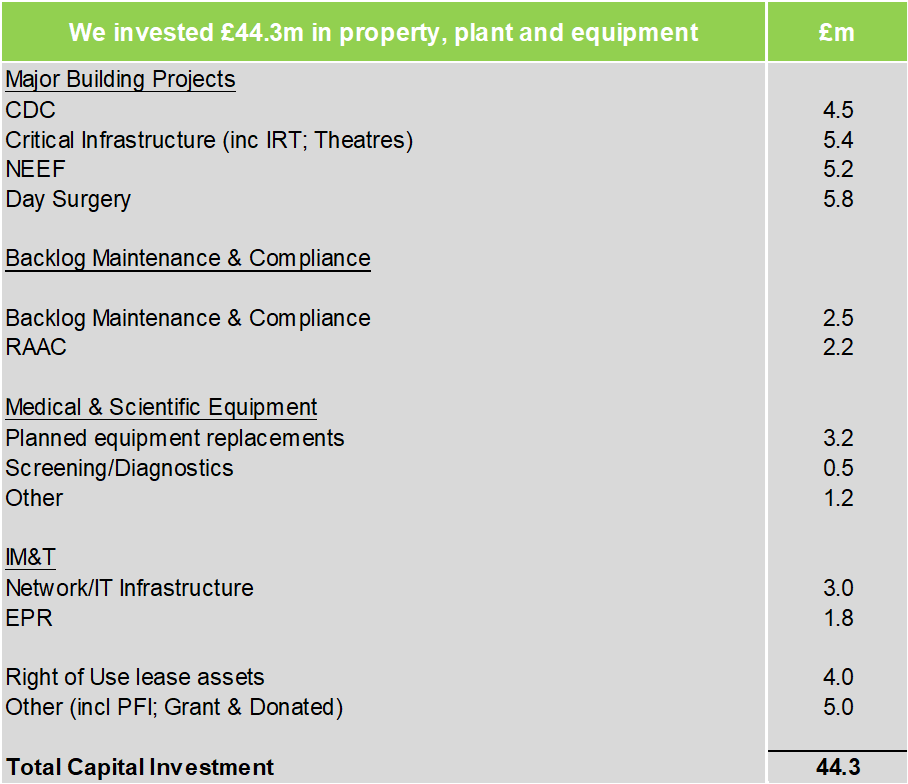 We invested £44.3m in property, plant and equipment £m
Major Building Projects
CDC 4.5
Critical Infrastructure (inc IRT; Theatres) 5.4
NEEF 5.2
Day Surgery 5.8
Backlog Maintenance & Compliance
Backlog Maintenance & Compliance 2.5
RAAC 2.2
Medical & Scientific Equipment
Planned equipment replacements 3.2
Screening/Diagnostics 0.5
Other 1.2
IM&T
Network/IT Infrastructure 3.0
EPR 1.8
Right of Use lease assets 4.0
Other (incl PFI; Grant & Donated) 5.0
Total Capital Investment 44.3